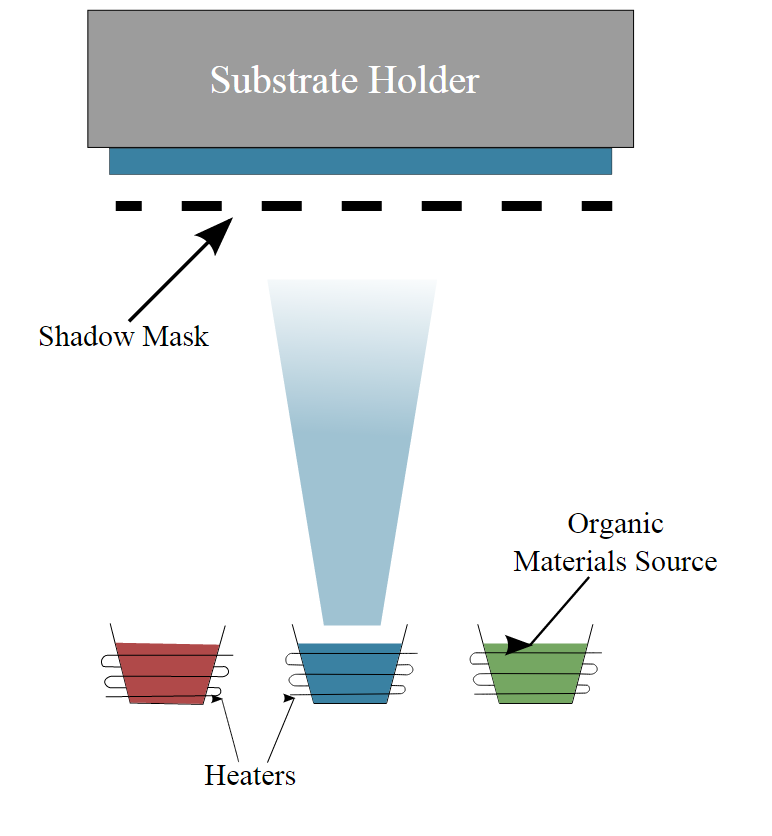 Substrate Holder
Shadow Mask
Organic
Materials Source
Heaters